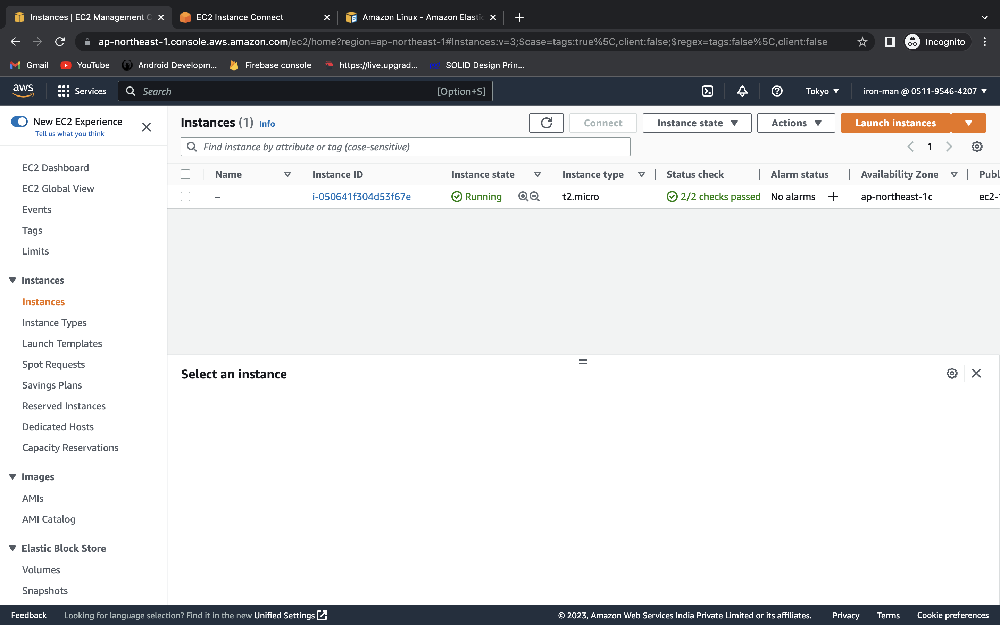 Instances | EC2 Management C
EC2 Instance Connect
Amazon Linux - Amazon Elastic
ap-northeast-1.console.aws.amazon.com/ec2/home?region=ap-northeast-1#Instances:v=3;$case=tags:true%5C,client:false;$regex=tags:false%5C,client:false
Incognito
Gmail
YouTube
Android Developm...
Firebase console
https://live.upgrad...
SOLID Design Prin...
aws
Services
Search
[Option+S]
Tokyo
iron-man @ 0511-9546-4207
New EC2 Experience
Tell us what you think
EC2 Dashboard
EC2 Global View
Events
Tags
Limits
Instances
Instances
Instance Types
Launch Templates
Spot Requests
Savings Plans
Reserved Instances
Dedicated Hosts
Capacity Reservations
Images
AMIs
AMI Catalog
Elastic Block Store
Volumes
Snapshots
Instances (1) Info
Connect
Instance state
Actions
Launch instances
Find instance by attribute or tag (case-sensitive)
1
Name Instance ID Instance state Instance type Status check Alarm status Availability Zone Publ
– i-050641f304d53f67e Running t2.micro 2/2 checks passed No alarms + ap-northeast-1c ec2-
Select an instance
Feedback
Looking for language selection? Find it in the new Unified Settings
© 2023, Amazon Web Services India Private Limited or its affiliates.
Privacy
Terms
Cookie preferences